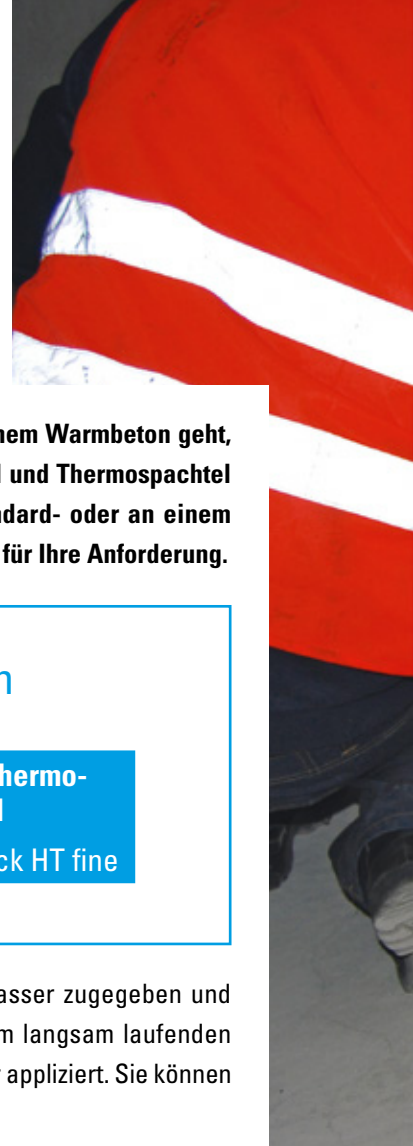 nem Warmbeton geht,
und Thermospachtel
dard- oder an einem
für Ihre Anforderung.
n
hermo-
ck HT fine
asser zugegeben und
m langsam laufenden
appliziert. Sie können